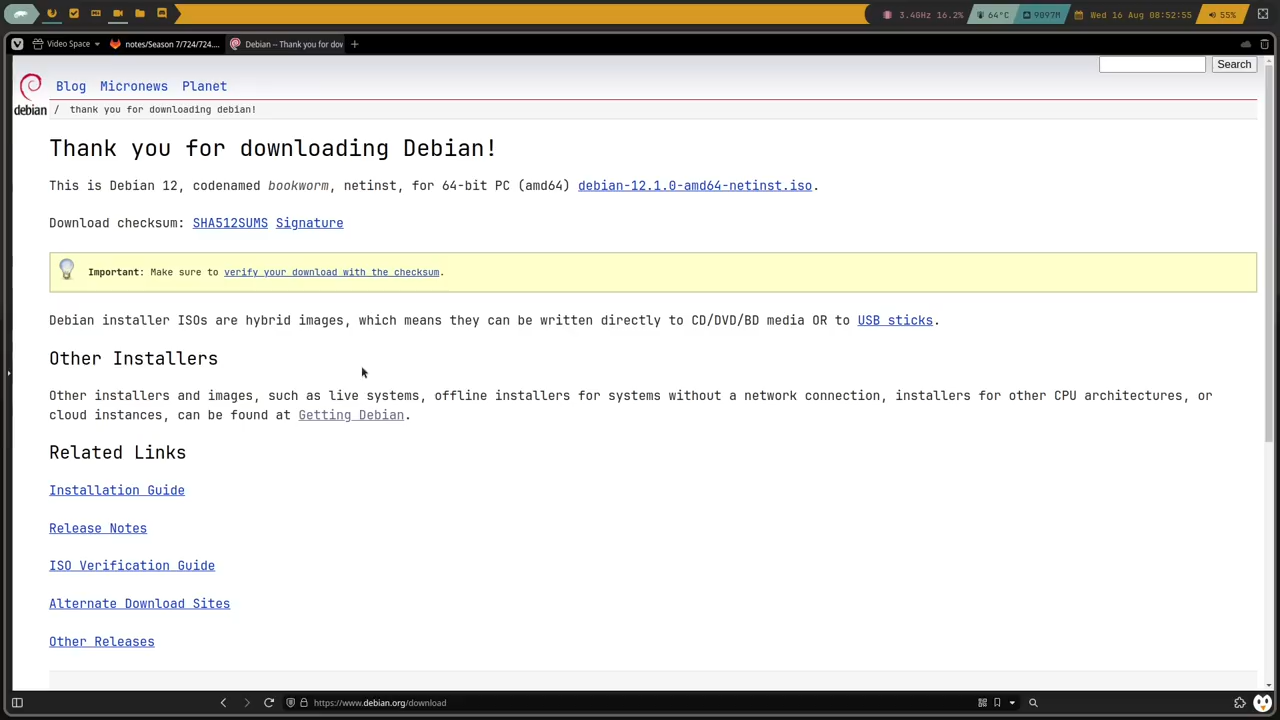 3.4GHz 16.2%
64°C
9097M
Wed 16 Aug 08:52:55
55%
Video Space
notes/Season 7/724/724....
Debian -- Thank you for dow
Search
debian
Blog Micronews Planet
/ thank you for downloading debian!
Thank you for downloading Debian!
This is Debian 12, codenamed bookworm, netinst, for 64-bit PC (amd64) debian-12.1.0-amd64-netinst.iso.
Download checksum: SHA512SUMS Signature
Important: Make sure to verify your download with the checksum.
Debian installer ISOs are hybrid images, which means they can be written directly to CD/DVD/BD media OR to USB sticks.
Other Installers
Other installers and images, such as live systems, offline installers for systems without a network connection, installers for other CPU architectures, or
cloud instances, can be found at Getting Debian.
Related Links
Installation Guide
Release Notes
ISO Verification Guide
Alternate Download Sites
Other Releases
https://www.debian.org/download